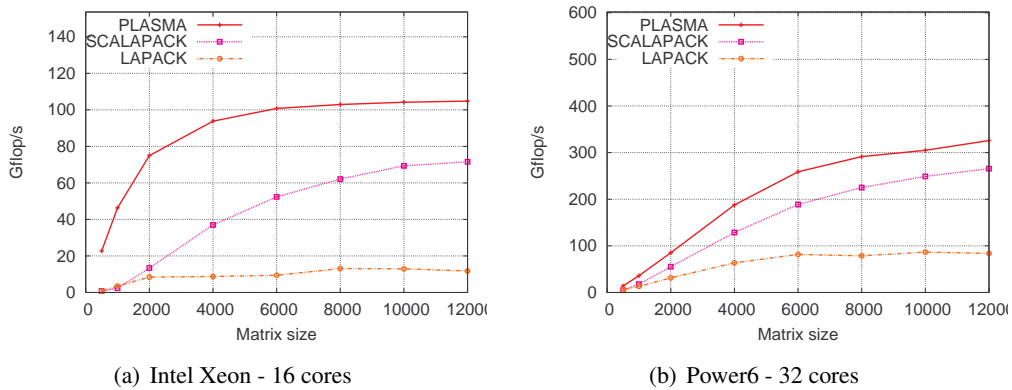 PLASMA
SCALAPACK
LAPACK
140
120
100
80
60
40
20
0
Gflop/s
0 2000 4000 6000 8000 10000 1200
Matrix size
(a) Intel Xeon - 16 cores
PLASMA
SCALAPACK
LAPACK
600
500
400
300
200
100
0
Gflop/s
0 2000 4000 6000 8000 10000 1200
Matrix size
(b) Power6 - 32 cores